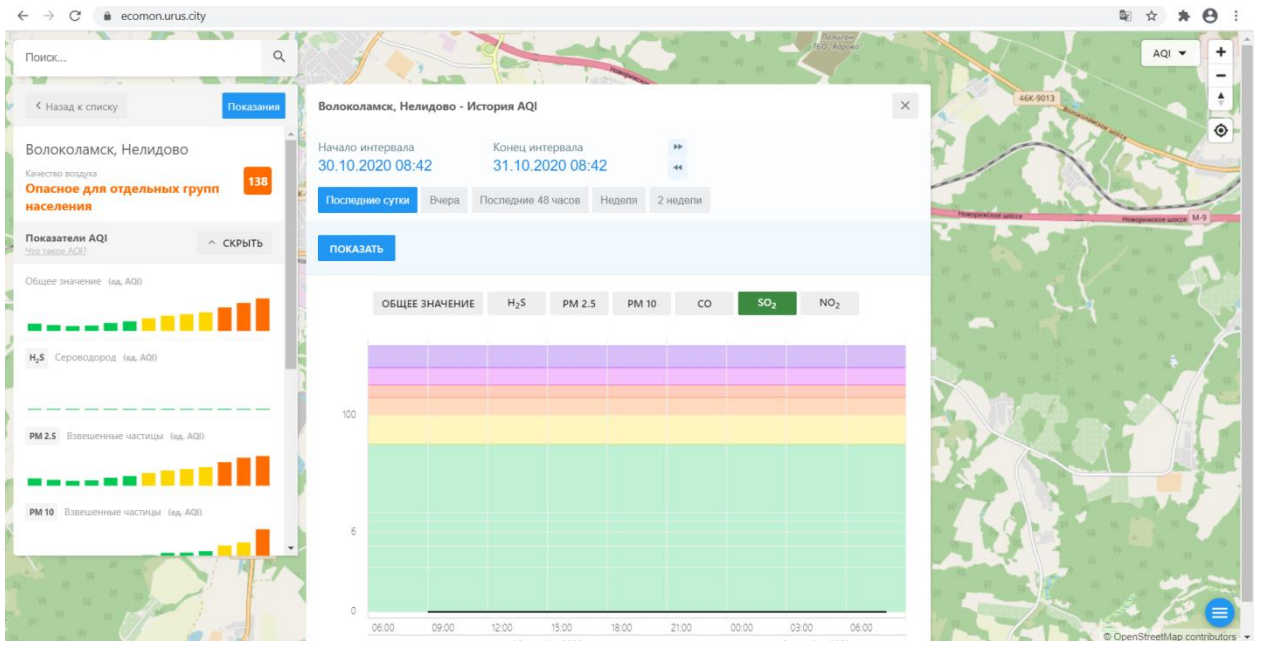 ecomon.urus.city
Поиск...
AQI
Назад к списку
Показания
Волоколамск, Нелидово
Качество воздуха
Опасное для отдельных групп
населения
138
Показатели AQI
Что такое AQI?
СКРЫТЬ
Общее значение (ед. AQI)
H₂S Сероводород (ед. AQI)
PM 2.5 Взвешенные частицы (ед. AQI)
PM 10 Взвешенные частицы (ед. AQI)
Волоколамск, Нелидово - История AQI
Начало интервала
30.10.2020 08:42
Конец интервала
31.10.2020 08:42
Последние сутки Вчера Последние 48 часов Неделя 2 недели
ПОКАЗАТЬ
ОБЩЕЕ ЗНАЧЕНИЕ H₂S PM 2.5 PM 10 CO SO₂ NO₂
100
6
0
06:00 09:00 12:00 15:00 18:00 21:00 00:00 03:00 06:00
46K-9013
Волоколамское шоссе
Новорижское шоссе
Новорижское шоссе
M-9
© OpenStreetMap contributors